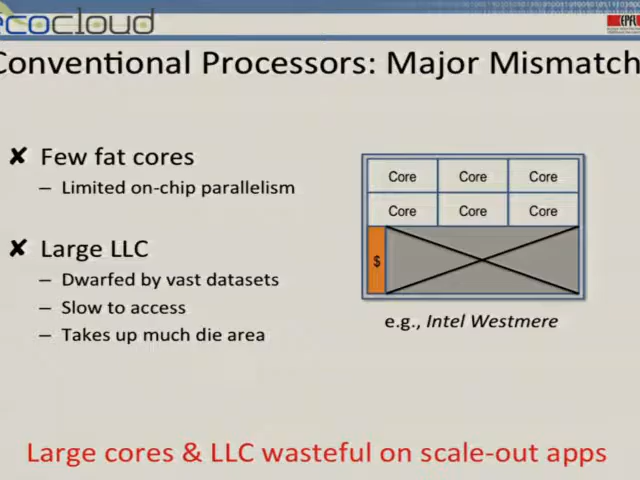 ecocloud
EPFL
Conventional Processors: Major Mismatch
✘ Few fat cores
– Limited on-chip parallelism
✘ Large LLC
– Dwarfed by vast datasets
– Slow to access
– Takes up much die area
Core Core Core
Core Core Core
$
e.g., Intel Westmere
Large cores & LLC wasteful on scale-out apps